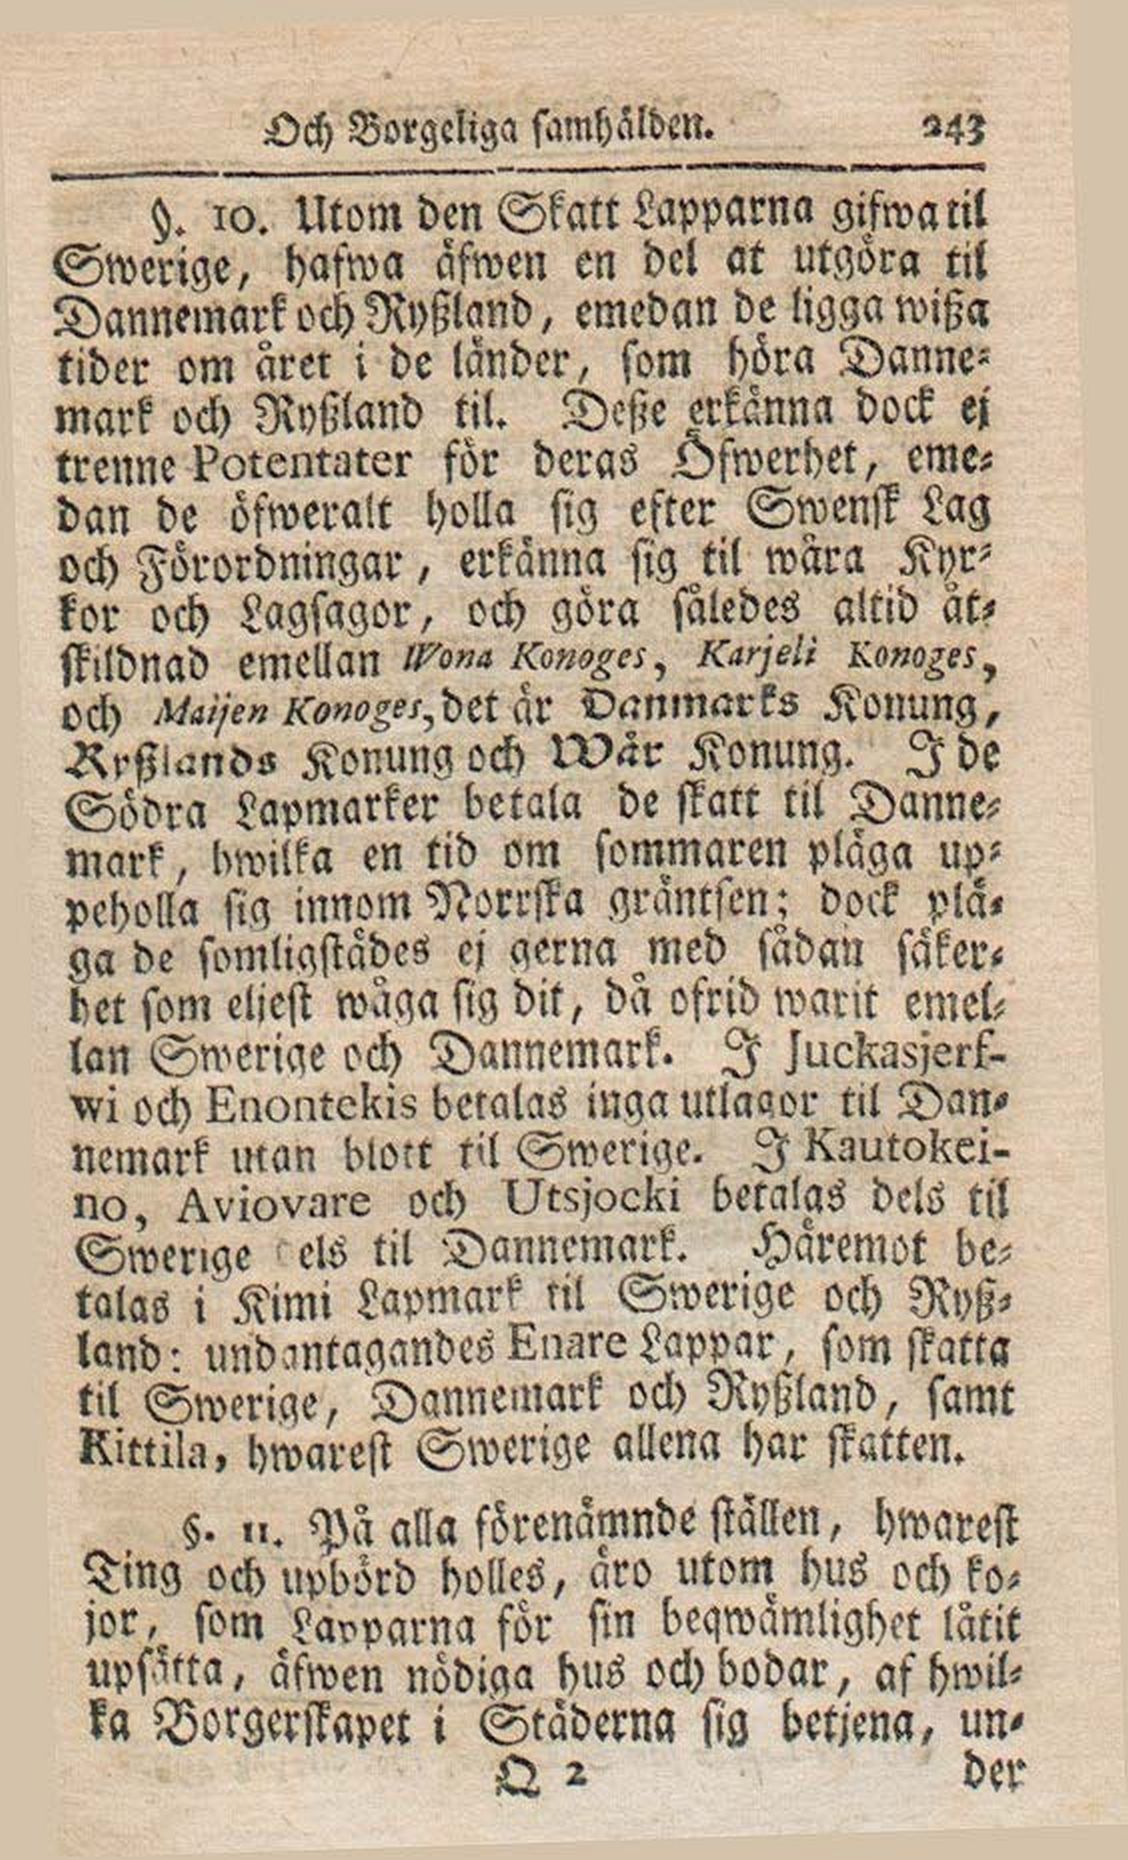 Och Borgeliga samhälden. 243
§. 10. Utom den Skatt Lapparna gifwa til
Swerige, hafwa äfwen en del at utgöra til
Dannemark och Ryßland, emedan de ligga wißa
tider om året i de länder, som höra Danne-
mark och Ryßland til. Deße erkänna dock ej
trenne Potentater för deras Öfwerhet, eme-
dan de öfweralt holla sig efter Swensk Lag
och Förordningar, erkänna sig til wåra Kyr-
kor och Lagsagor, och göra således altid åt-
skildnad emellan Wona Konoges, Karjeli Konoges,
och Maijen Konoges, det är Danmarks Konung,
Ryßlands Konung och Wår Konung. I de
Södra Lapmarker betala de skatt til Danne-
mark, hwilka en tid om sommaren pläga up-
peholla sig innom Norrska gräntsen; dock plä-
ga de somligstädes ej gerna med sådan säker-
het som eljest wåga sig dit, då ofrid warit emel-
lan Swerige och Dannemark. I Juckasjerf-
wi och Enontekis betalas inga utlagor til Dan-
nemark utan blott til Swerige. I Kautokei-
no, Aviovare och Utsjocki betalas dels til
Swerige els til Dannemark. Häremot be-
talas i Kimi Lapmark til Swerige och Ryß-
land: undantagandes Enare Lappar, som skatta
til Swerige, Dannemark och Ryßland, samt
Kittila, hwarest Swerige allena har skatten.
§. 11. På alla förenämnde ställen, hwarest
Ting och upbörd holles, äro utom hus och ko-
jor, som Lapparna för sin beqwämlighet låtit
upsätta, äfwen nödiga hus och bodar, af hwil-
ka Borgerskapet i Städerna sig betjena, un-
Q 2 der